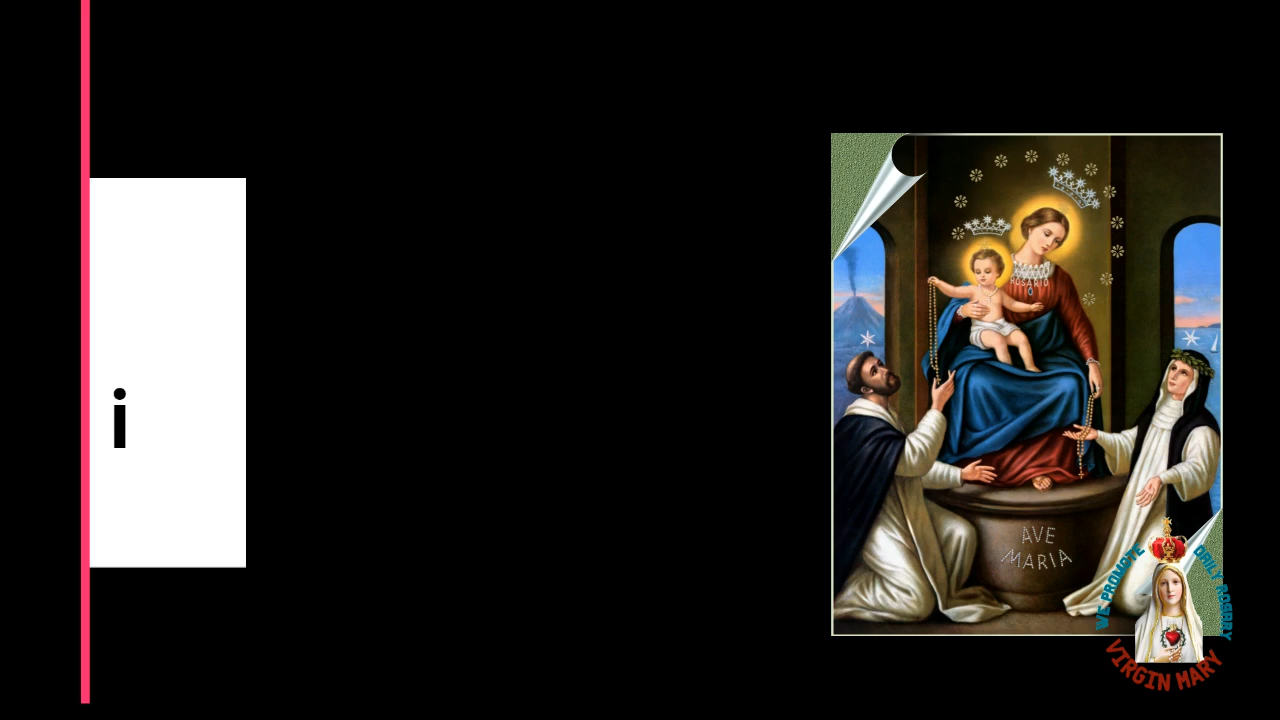 i
ROSARIO
AVE
MARIA
WE PROMOTE
DAILY ROSARY
VIRGIN MARY